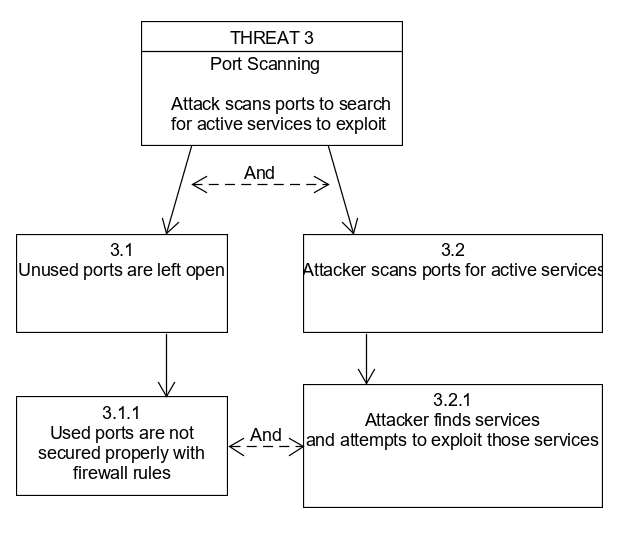 THREAT 3
Port Scanning
Attack scans ports to search
for active services to exploit
And
3.1
Unused ports are left open
3.2
Attacker scans ports for active services
3.1.1
Used ports are not
secured properly with
firewall rules
And
3.2.1
Attacker finds services
and attempts to exploit those services